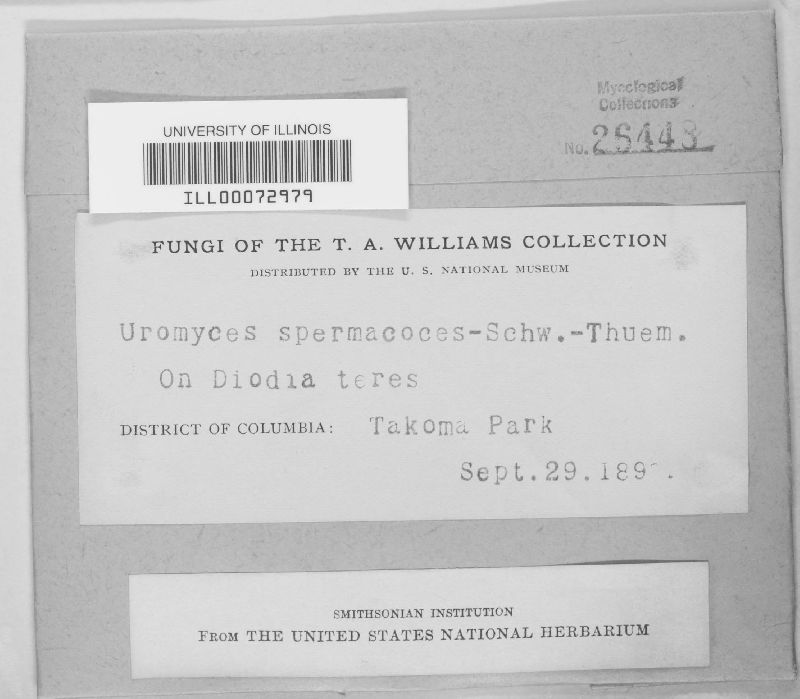 Mycological
Collections
No. 26443
UNIVERSITY OF ILLINOIS
ILL00072979
FUNGI OF THE T. A. WILLIAMS COLLECTION
DISTRIBUTED BY THE U. S. NATIONAL MUSEUM
Uromyces spermacoces-Schw.-Thuem.
On Diodia teres
DISTRICT OF COLUMBIA: Takoma Park
Sept.29.
SMITHSONIAN INSTITUTION
FROM THE UNITED STATES NATIONAL HERBARIUM